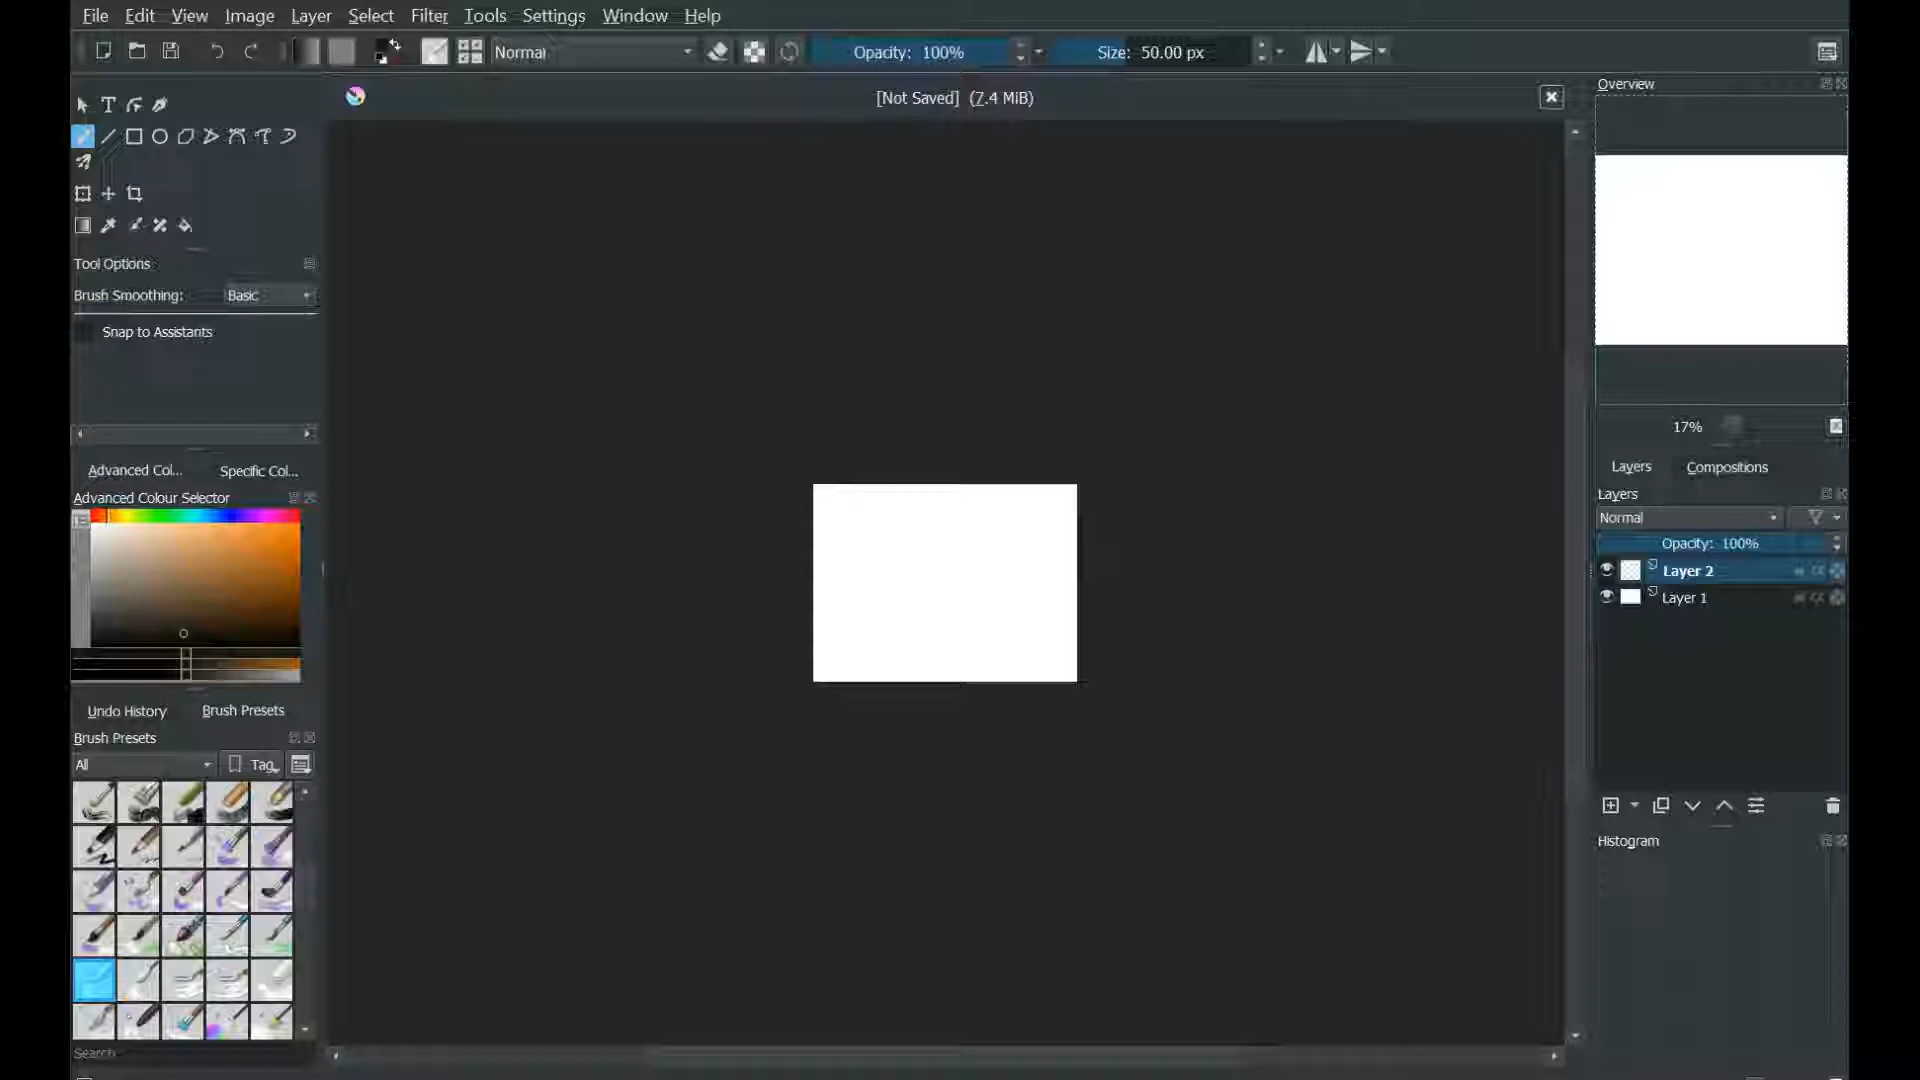 File Edit View Image Layer Select Filter Tools Settings Window Help
Normal Opacity: 100% Size: 50.00 px
[Not Saved] (7.4 MiB)
Overview
Tool Options
Brush Smoothing: Basic
Snap to Assistants
17%
Advanced Col... Specific Col...
Layers Compositions
Advanced Colour Selector
Layers
Normal
Opacity: 100%
Layer 2
Layer 1
Undo History Brush Presets
Brush Presets
All Tag
Histogram
Search